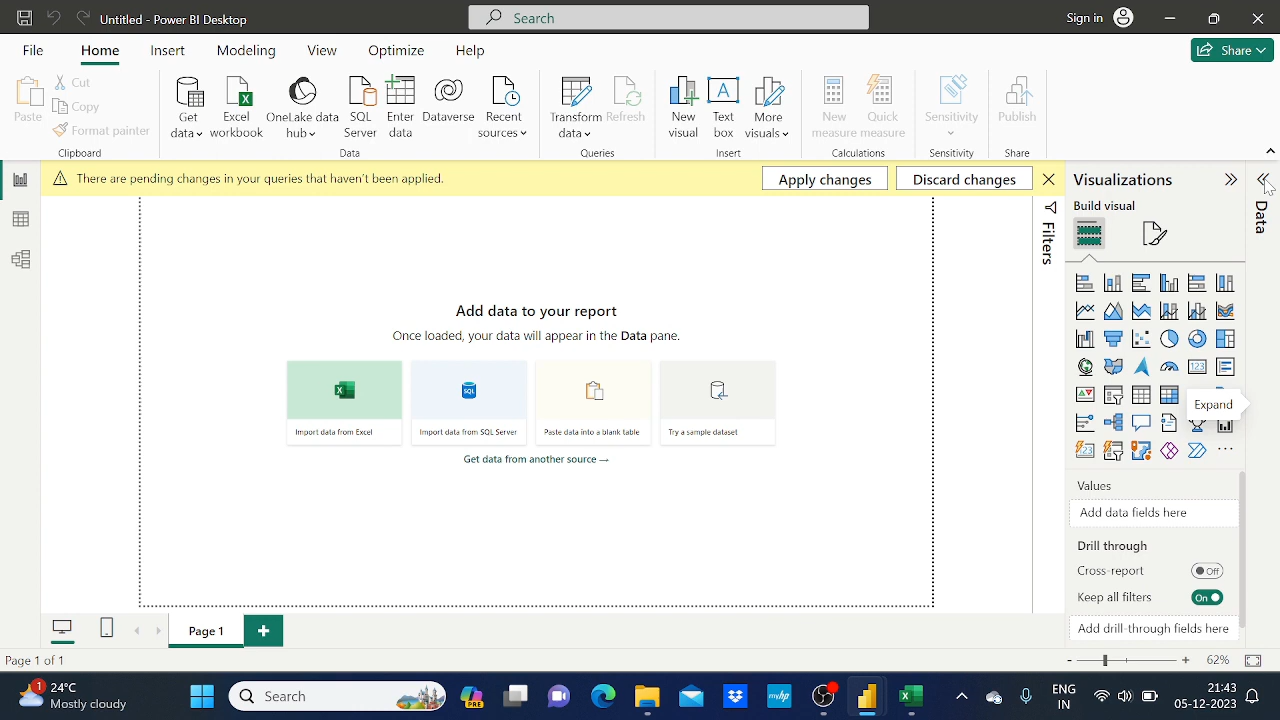 Untitled - Power BI Desktop
Search
Sign in
File
Home
Insert
Modeling
View
Optimize
Help
Share
Paste
Cut
Copy
Format painter
Clipboard
Get data
Excel workbook
OneLake data hub
SQL Server
Enter data
Dataverse
Recent sources
Data
Transform data
Refresh
Queries
New visual
Text box
More visuals
Insert
New measure
Quick measure
Calculations
Sensitivity
Sensitivity
Publish
Share
There are pending changes in your queries that haven't been applied.
Apply changes
Discard changes
Visualizations
Build visual
Filters
Data
Add data to your report
Once loaded, your data will appear in the Data pane.
SQL
Import data from Excel
Import data from SQL Server
Paste data into a blank table
Try a sample dataset
Get data from another source →
123
Expand
Values
Add data fields here
Drill through
Cross-report
Off
Keep all filters
On
Add drill-through fields here
Page 1
Page 1 of 1
- + 62%
1
24°C
Mostly cloudy
Search
PRE
myhp
ENG
IN
21:43
05-12-2023